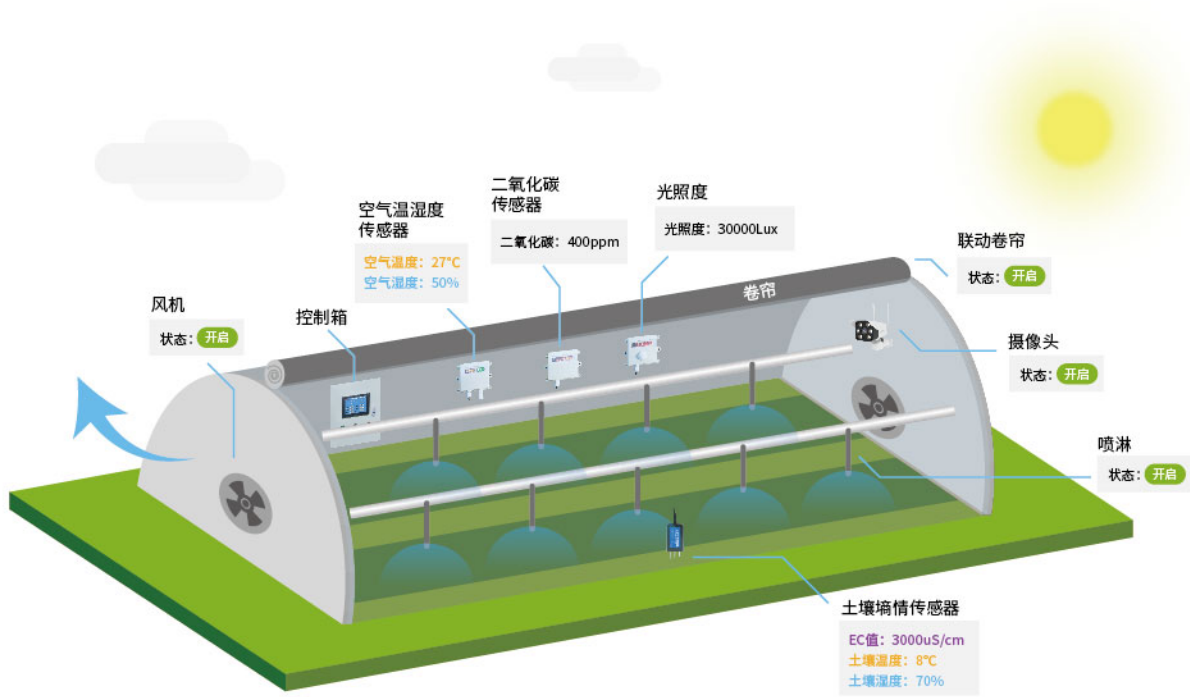 二氧化碳
传感器
二氧化碳：400ppm
光照度
光照度：30000Lux
空气温湿度
传感器
空气温度：27℃
空气湿度：50%
联动卷帘
状态：开启
卷帘
风机
状态：开启
控制箱
摄像头
状态：开启
喷淋
状态：开启
土壤墒情传感器
EC值：3000uS/cm
土壤温度：8℃
土壤湿度：70%